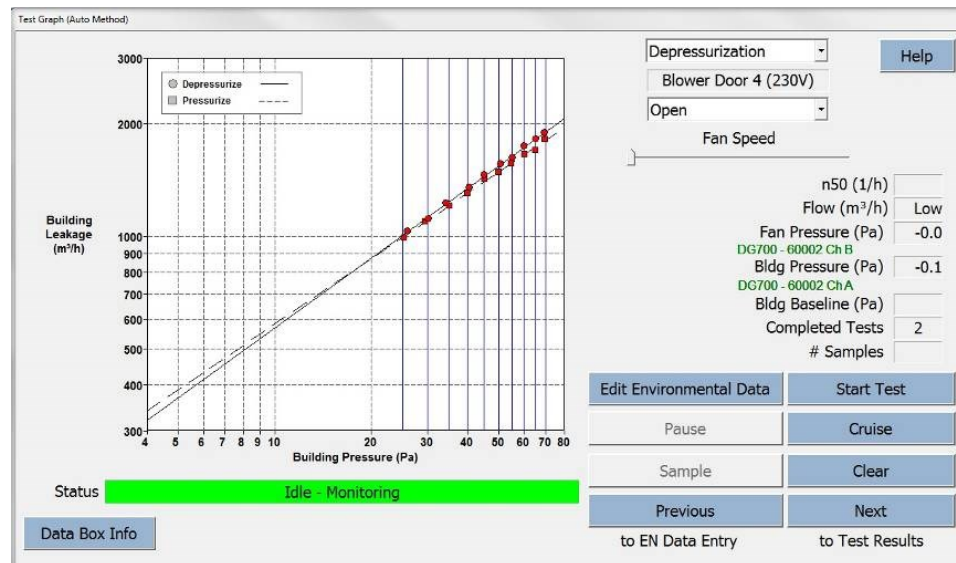 Test Graph (Auto Method)
3000
2000
1000
900
800
700
600
500
400
300
Building
Leakage
(m³/h)
Depressurize
Pressurize
4 5 6 7 8 9 10 20 30 40 50 60 70 80
Building Pressure (Pa)
Status Idle - Monitoring
Data Box Info
Depressurization
Help
Blower Door 4 (230V)
Open
Fan Speed
n50 (1/h)
Flow (m³/h) Low
Fan Pressure (Pa) -0.0
DG700 - 60002 Ch B
Bldg Pressure (Pa) -0.1
DG700 - 60002 Ch A
Bldg Baseline (Pa)
Completed Tests 2
# Samples
Edit Environmental Data Start Test
Pause Cruise
Sample Clear
Previous Next
to EN Data Entry to Test Results